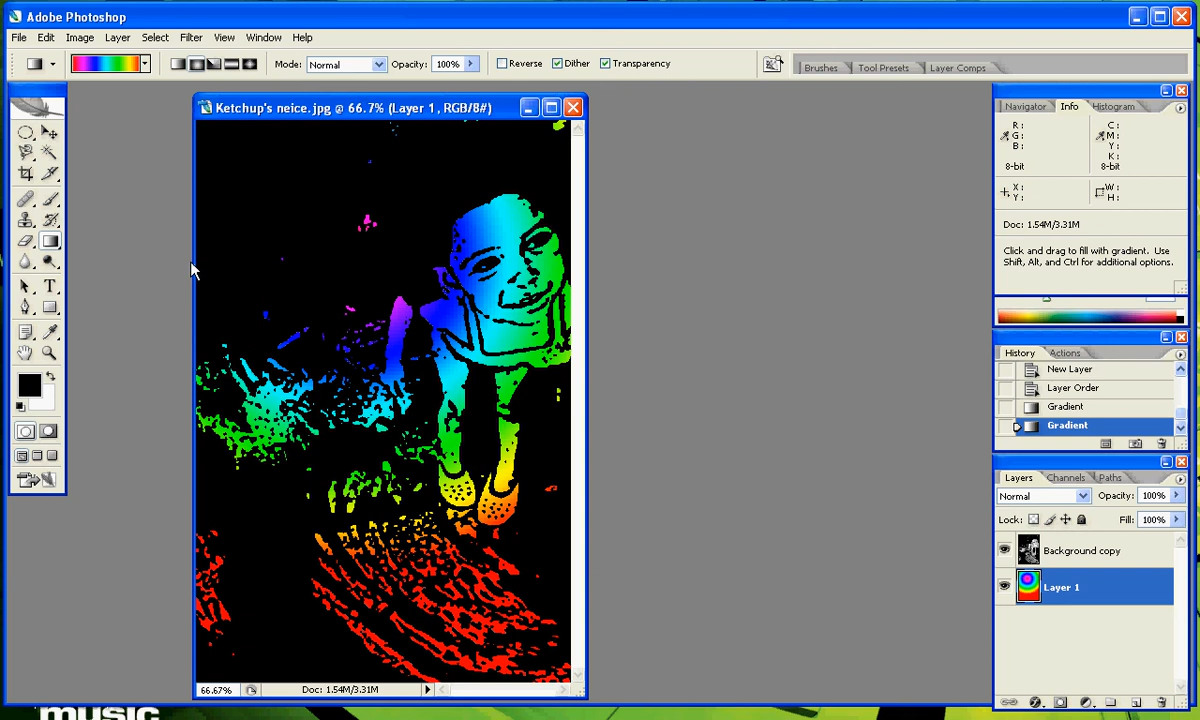 Adobe Photoshop
File Edit Image Layer Select Filter View Window Help
Mode: Normal Opacity: 100% Reverse Dither Transparency Brushes Tool Presets Layer Comps
Ketchup's neice.jpg @ 66.7% (Layer 1, RGB/8#)
Navigator Info Histogram
R: C:
G: M:
B: Y:
K:
8-bit 8-bit
X: W:
Y: H:
Doc: 1.54M/3.31M
Click and drag to fill with gradient. Use
Shift, Alt, and Ctrl for additional options.
History Actions
New Layer
Layer Order
Gradient
Gradient
Layers Channels Paths
Normal Opacity: 100%
Lock: Fill: 100%
Background copy
Layer 1
66.67% Doc: 1.54M/3.31M
music